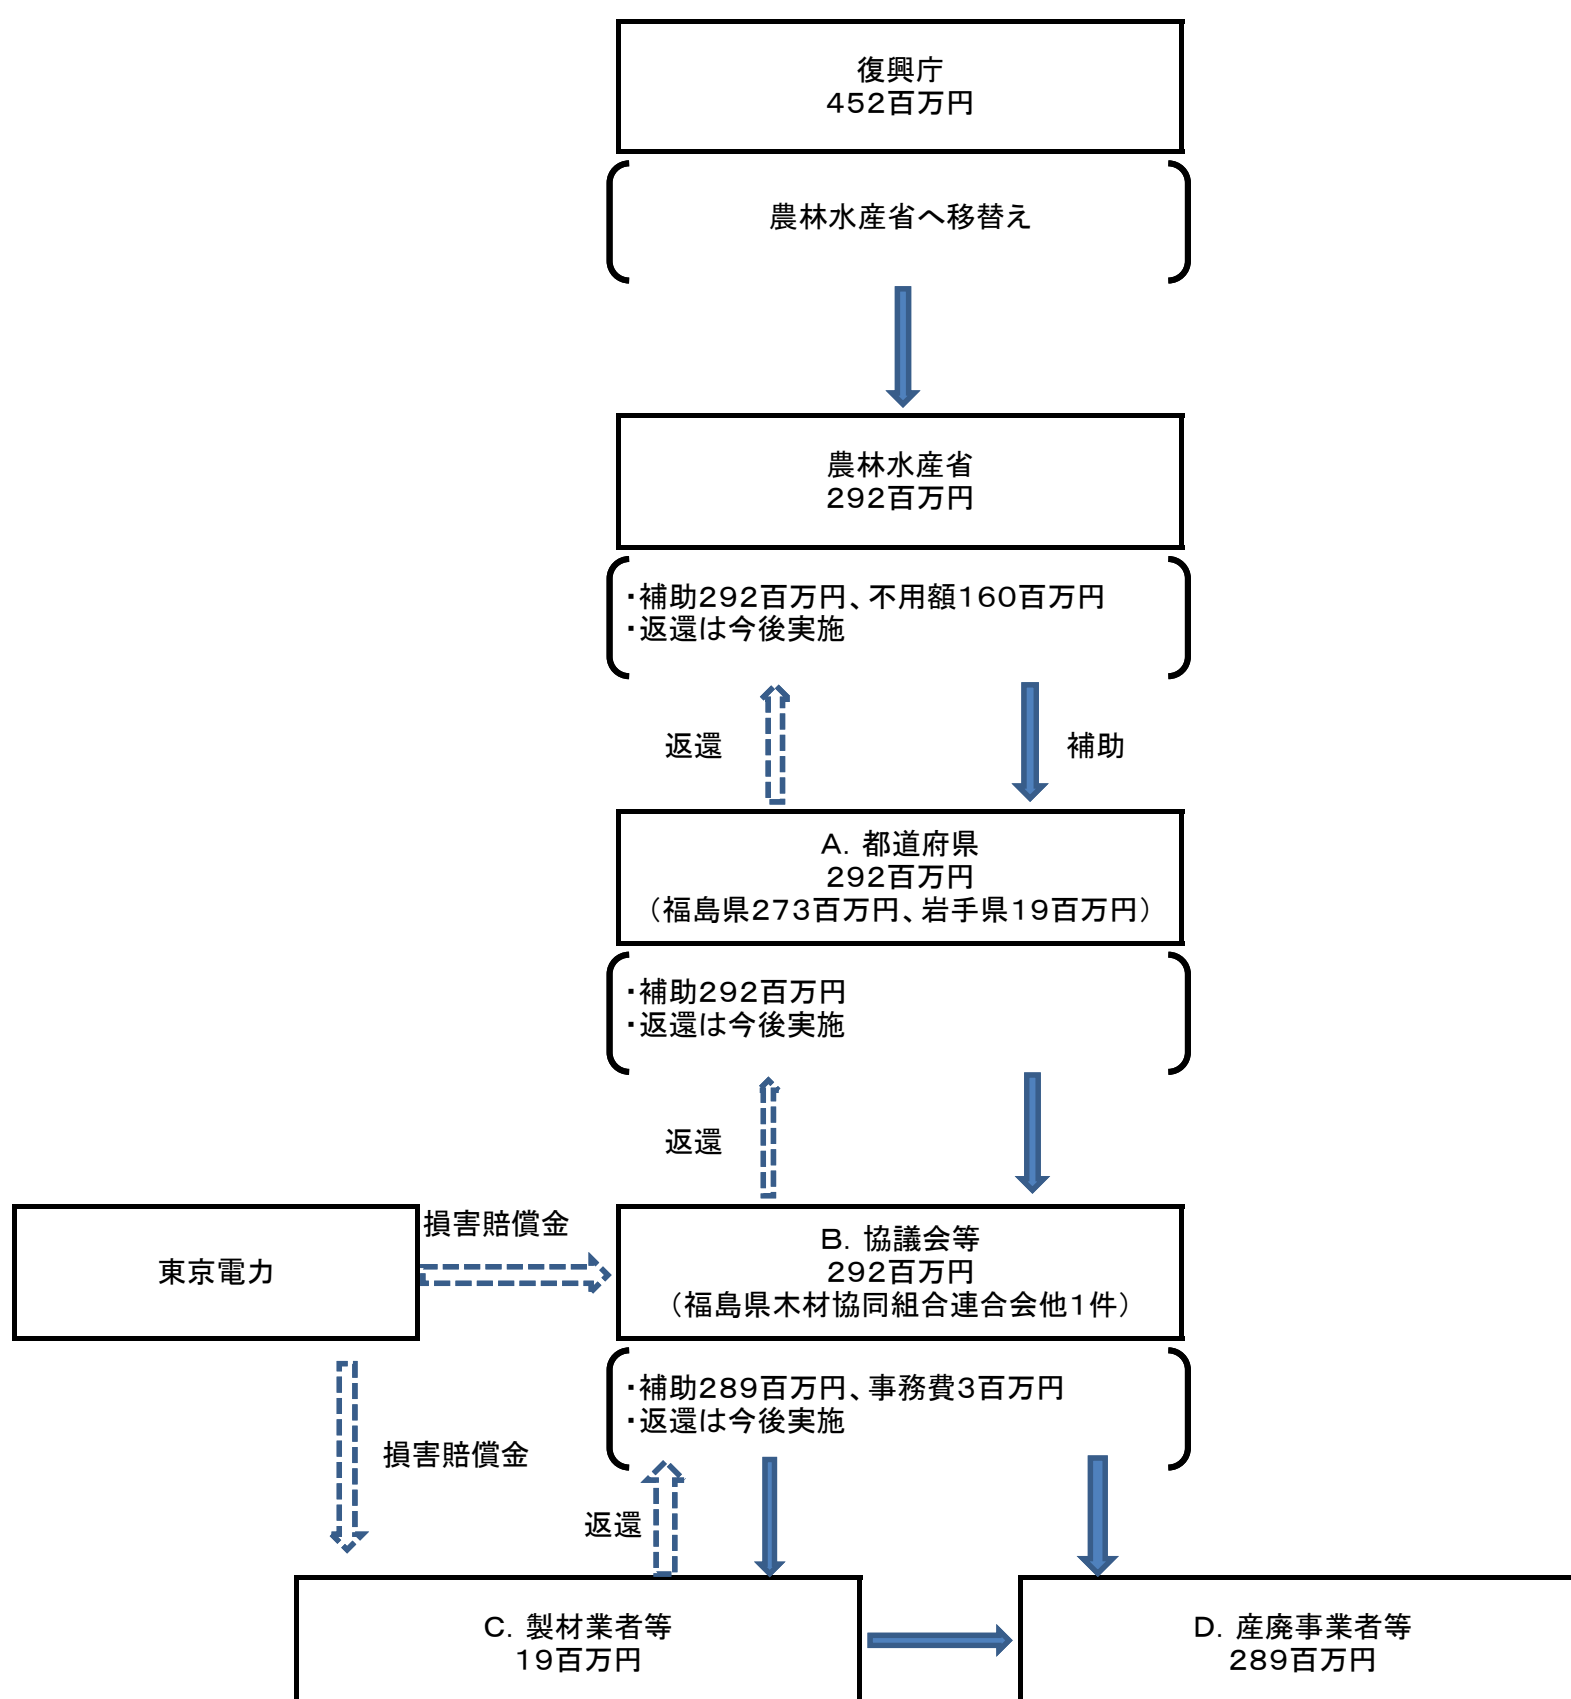 復興庁
452百万円
農林水産省へ移替え
農林水産省
292百万円
・補助292百万円、不用額160百万円
・返還は今後実施
返還
補助
A. 都道府県
292百万円
(福島県273百万円、岩手県19百万円)
・補助292百万円
・返還は今後実施
返還
東京電力
損害賠償金
B. 協議会等
292百万円
(福島県木材協同組合連合会他1件)
・補助289百万円、事務費3百万円
・返還は今後実施
損害賠償金
返還
C. 製材業者等
19百万円
D. 産廃事業者等
289百万円